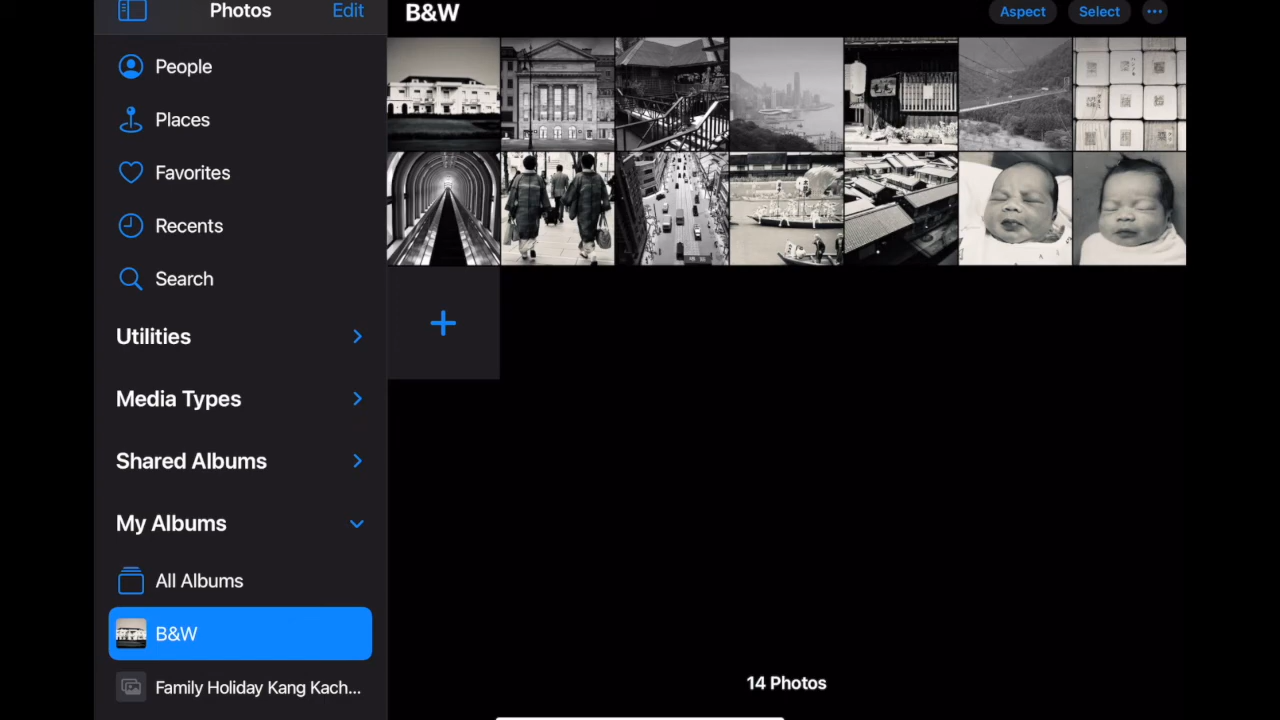 Photos
Edit
People
Places
Favorites
Recents
Search
Utilities
Media Types
Shared Albums
My Albums
All Albums
B&W
Family Holiday Kang Kach...
B&W
Aspect
Select
14 Photos